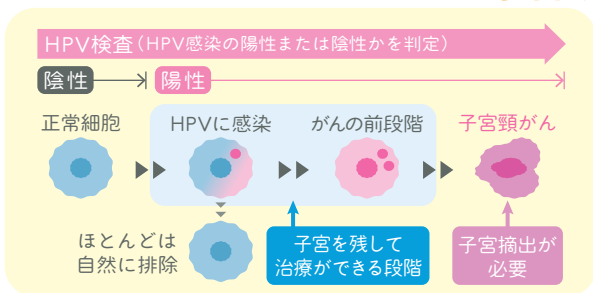 HPV検査(HPV感染の陽性または陰性かを判定)
陰性 陽性
正常細胞 HPVに感染 がんの前段階 子宮頸がん
ほとんどは
自然に排除
子宮を残して
治療ができる段階
子宮摘出が
必要